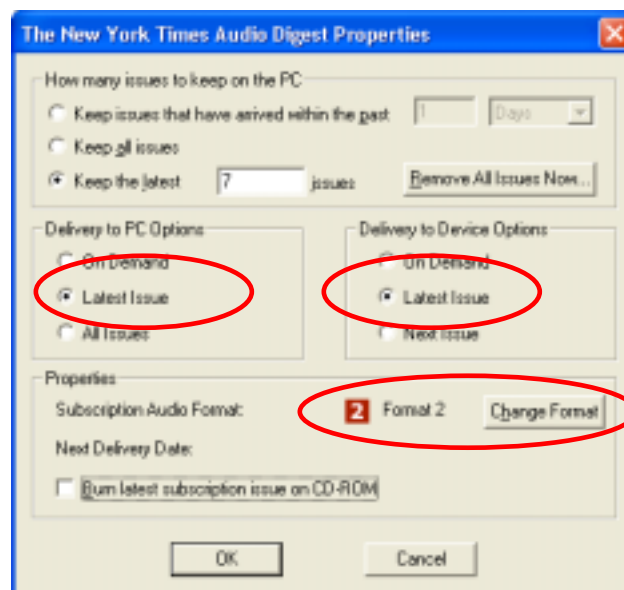 The New York Times Audio Digest Properties
How many issues to keep on the PC
Keep issues that have arrived within the past 1 Days
Keep all issues
Keep the latest 7 issues Remove All Issues Now...
Delivery to PC Options
On Demand
Latest Issue
All Issues
Delivery to Device Options
On Demand
Latest Issue
Next Issue
Properties
Subscription Audio Format: 2 Format 2 Change Format
Next Delivery Date:
Burn latest subscription issue on CD-ROM
OK Cancel